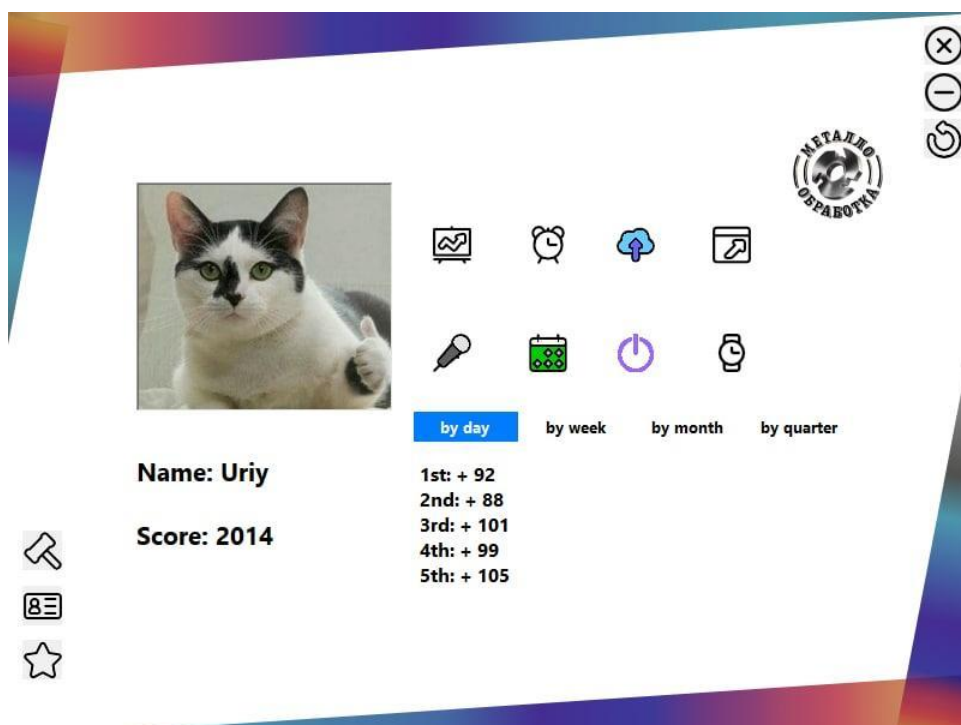 МЕТАЛЛО
ОБРАБОТКА
by day
by week
by month
by quarter
Name: Uriy
Score: 2014
1st: + 92
2nd: + 88
3rd: + 101
4th: + 99
5th: + 105